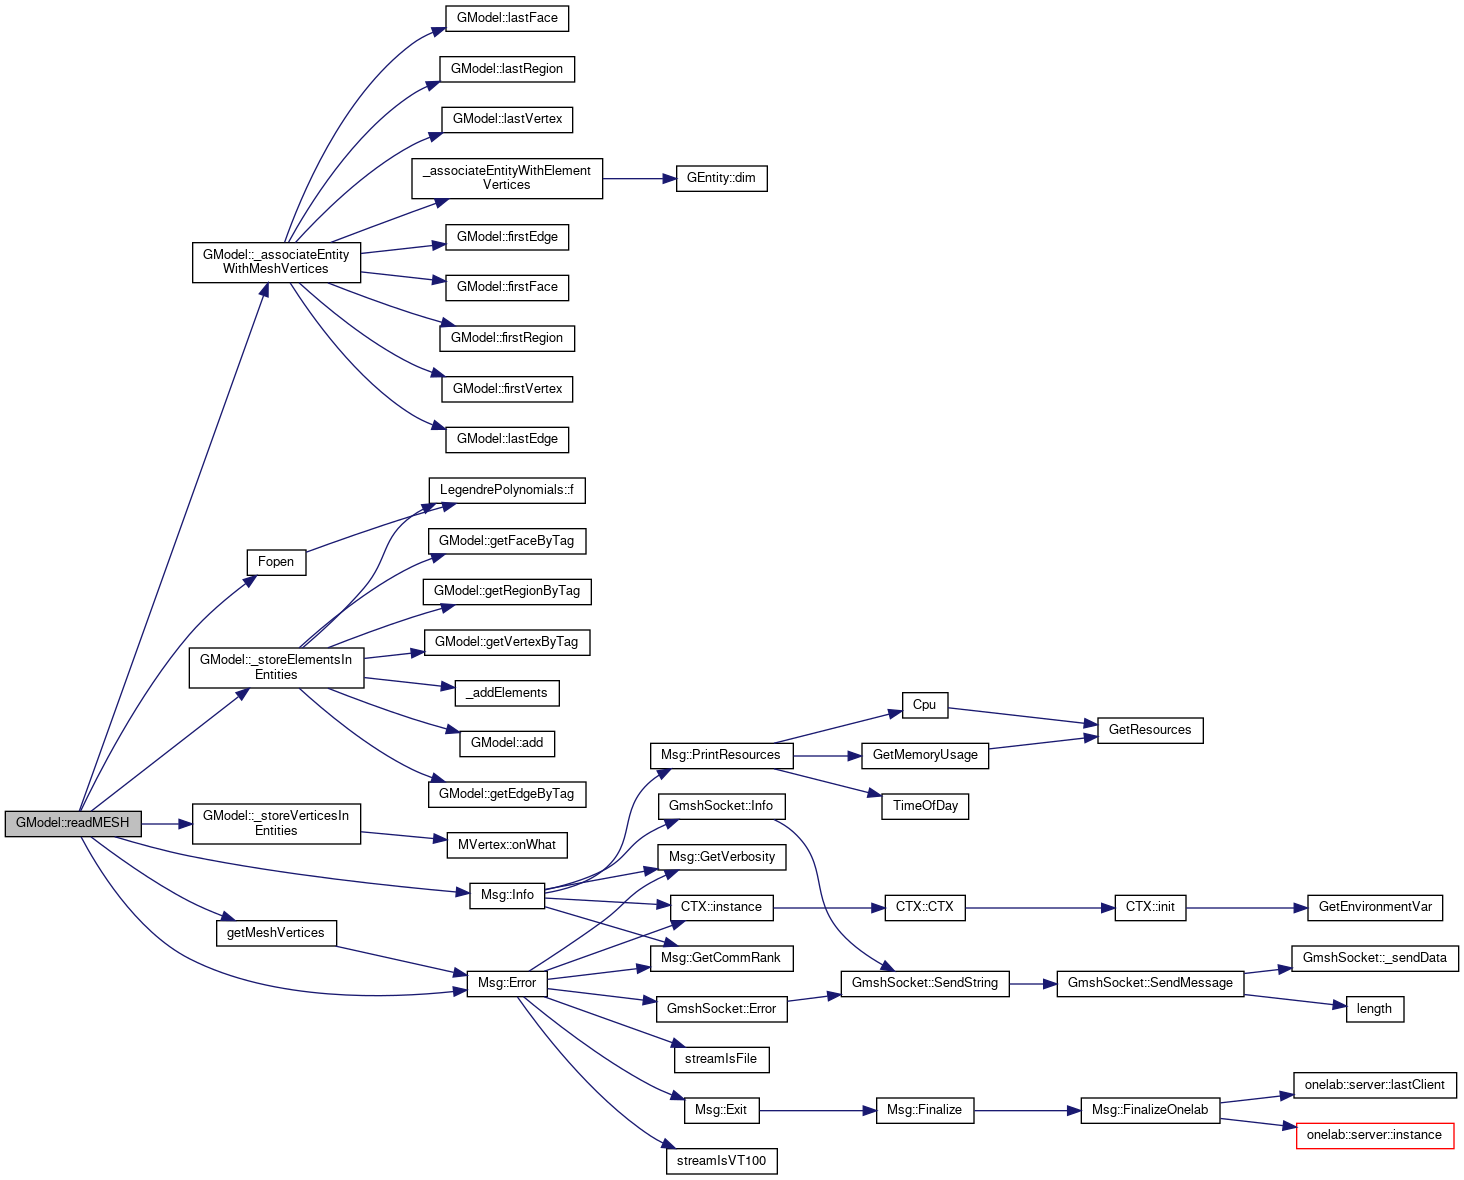 GModel::lastFace
GModel::lastRegion
GModel::lastVertex
_associateEntityWithElement
Vertices
GEntity::dim
GModel::firstEdge
GModel::_associateEntity
WithMeshVertices
GModel::firstFace
GModel::firstRegion
GModel::firstVertex
GModel::lastEdge
LegendrePolynomials::f
GModel::getFaceByTag
Fopen
GModel::getRegionByTag
GModel::getVertexByTag
GModel::_storeElementsIn
Entities
_addElements
GModel::add
GModel::getEdgeByTag
Cpu
GetResources
Msg::PrintResources
GetMemoryUsage
TimeOfDay
GmshSocket::Info
GModel::readMESH
GModel::_storeVerticesIn
Entities
MVertex::onWhat
Msg::GetVerbosity
Msg::Info
CTX::instance
CTX::CTX
CTX::init
GetEnvironmentVar
getMeshVertices
Msg::GetCommRank
GmshSocket::_sendData
Msg::Error
GmshSocket::SendString
GmshSocket::SendMessage
GmshSocket::Error
length
streamIsFile
onelab::server::lastClient
Msg::Exit
Msg::Finalize
Msg::FinalizeOnelab
onelab::server::instance
streamIsVT100